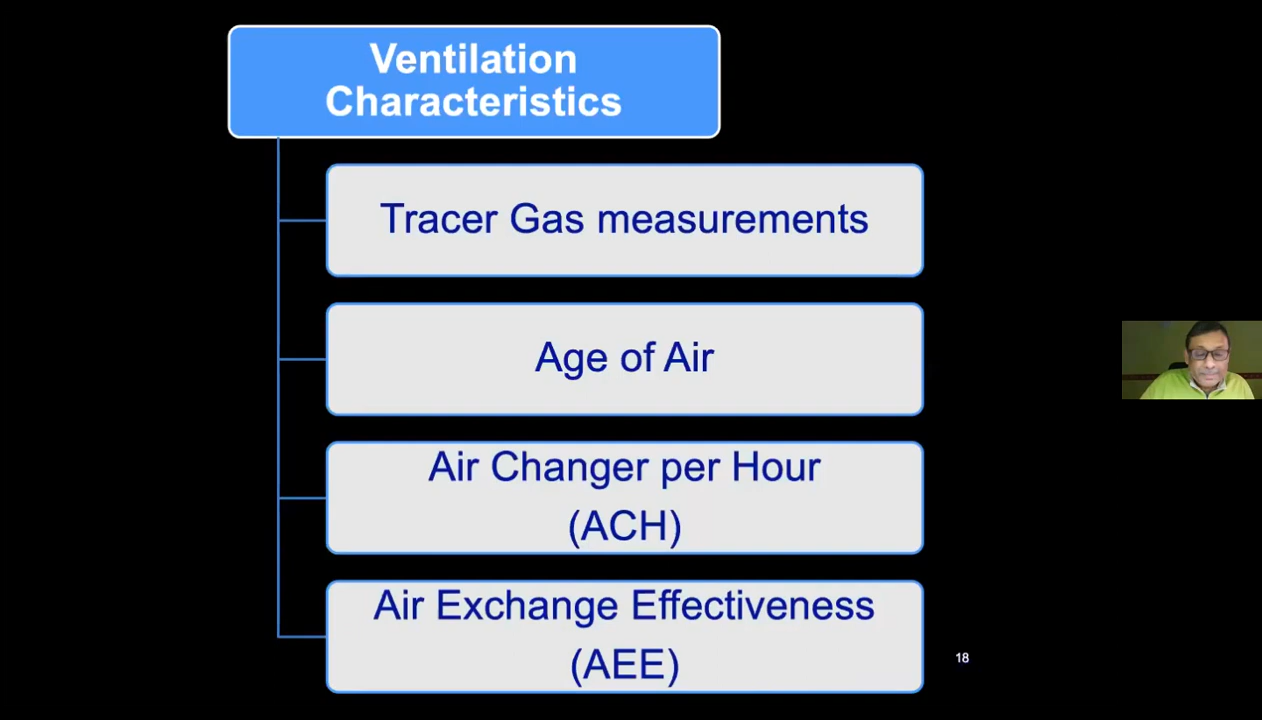 Ventilation
Characteristics
Tracer Gas measurements
Age of Air
Air Changer per Hour
(ACH)
Air Exchange Effectiveness
(AEE)
18